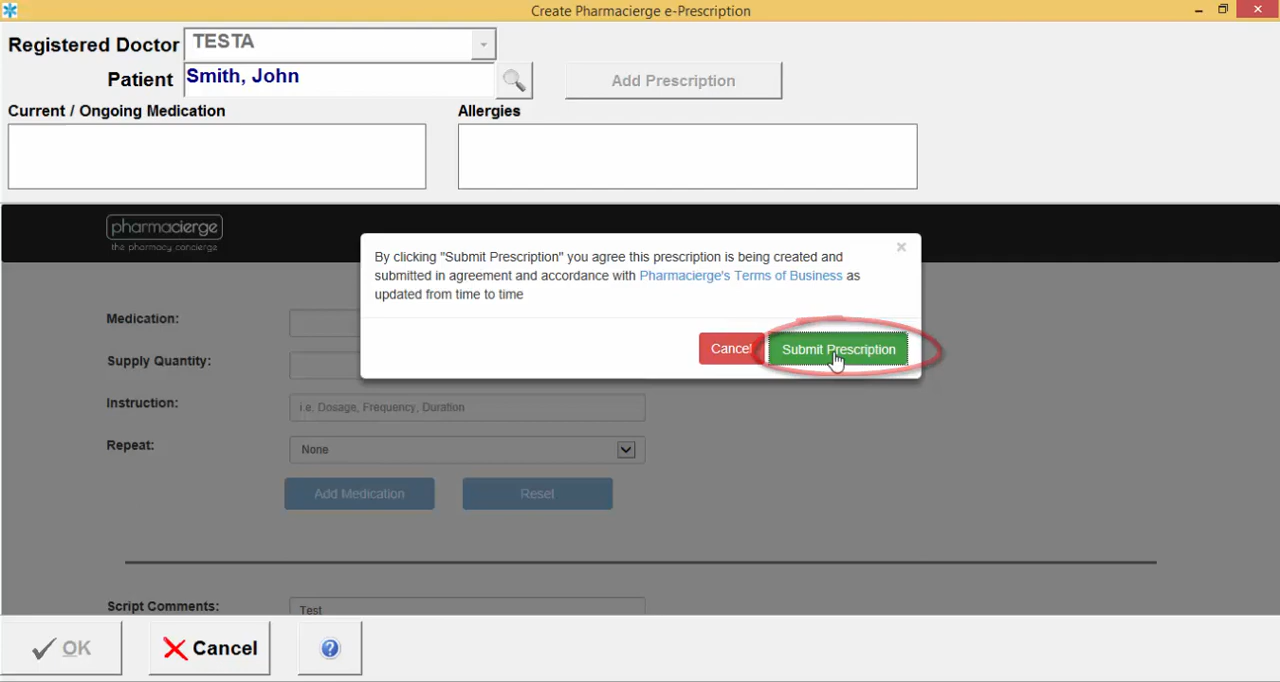 Create Pharmacierge e-Prescription
Registered Doctor TESTA
Patient Smith, John Add Prescription
Current / Ongoing Medication Allergies
pharmacierge
the pharmacy concierge
By clicking "Submit Prescription" you agree this prescription is being created and
submitted in agreement and accordance with Pharmacierge's Terms of Business as
updated from time to time
Cancel Submit Prescription
Medication:
Supply Quantity:
Instruction: i.e. Dosage, Frequency, Duration
Repeat: None
Add Medication Reset
Script Comments: Test
OK Cancel ?